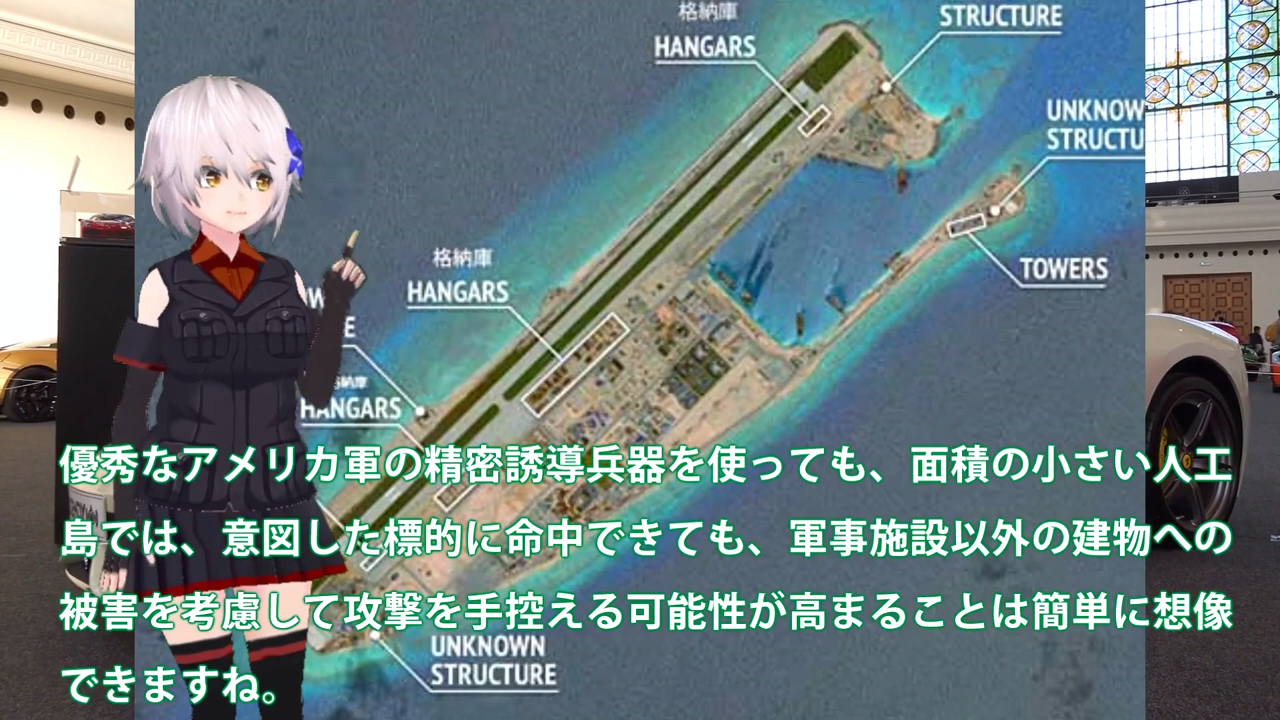 格納庫
HANGARS
STRUCTURE
UNKNOW
STRUCTU
TOWERS
格納庫
HANGARS
格納庫
HANGARS
優秀なアメリカ軍の精密誘導兵器を使っても、面積の小さい人工
島では、意図した標的に命中できても、軍事施設以外の建物への
被害を考慮して攻撃を手控える可能性が高まることは簡単に想像
できますね。
UNKNOWN
STRUCTURE